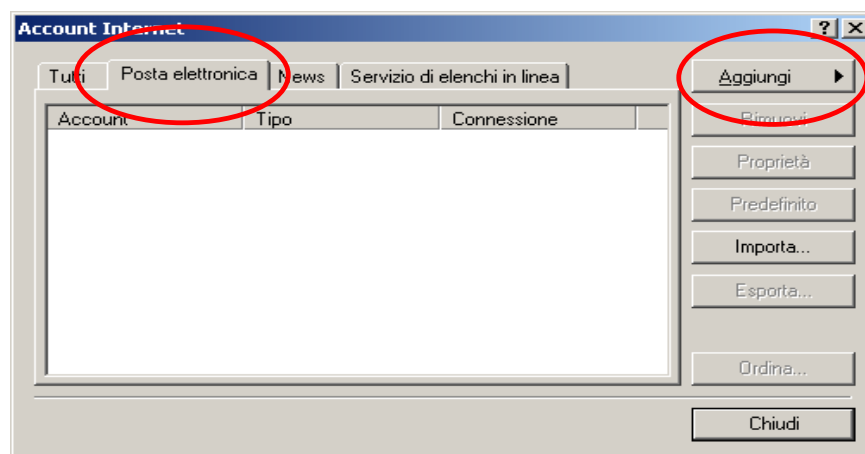 Account Internet
Tutti Posta elettronica News Servizio di elenchi in linea
Aggiungi
Account Tipo Connessione
Rimuovi
Proprietà
Predefinito
Importa...
Esporta...
Ordina...
Chiudi